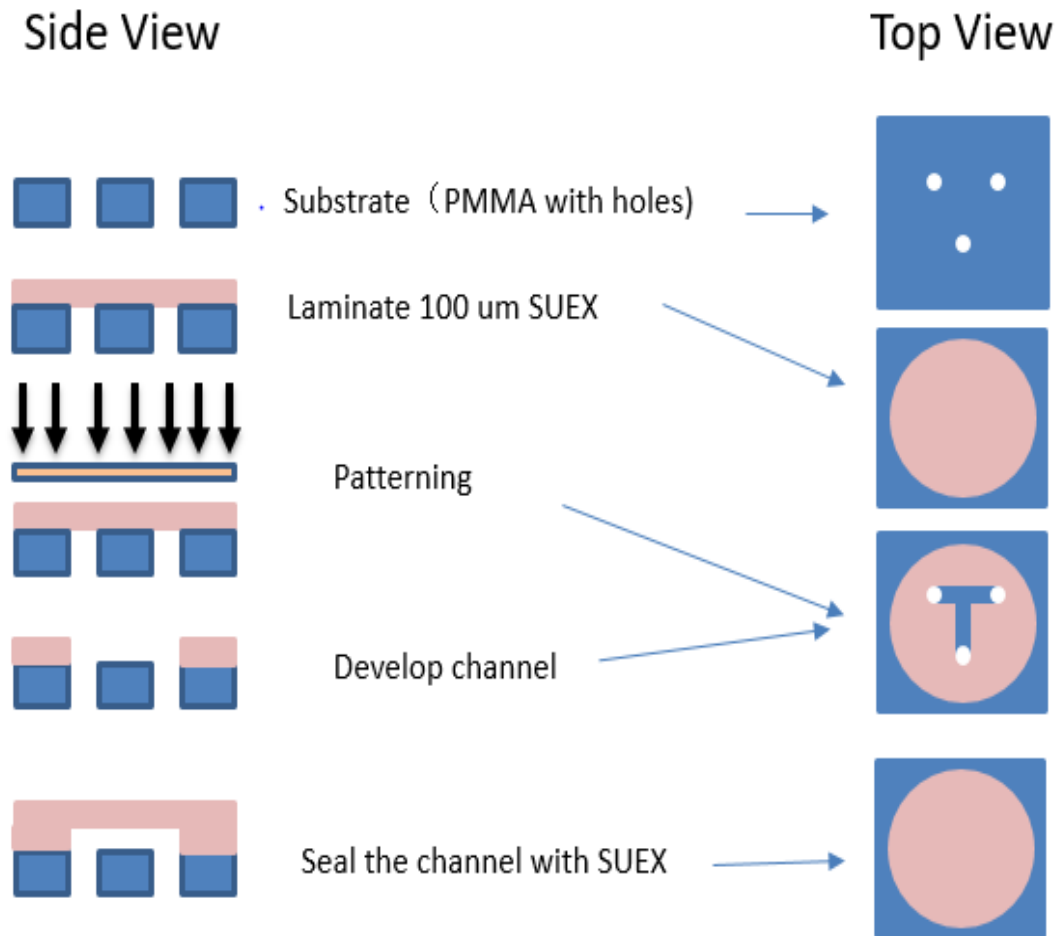 Side View
Top View
Substrate（PMMA with holes)
Laminate 100 um SUEX
Patterning
Develop channel
Seal the channel with SUEX